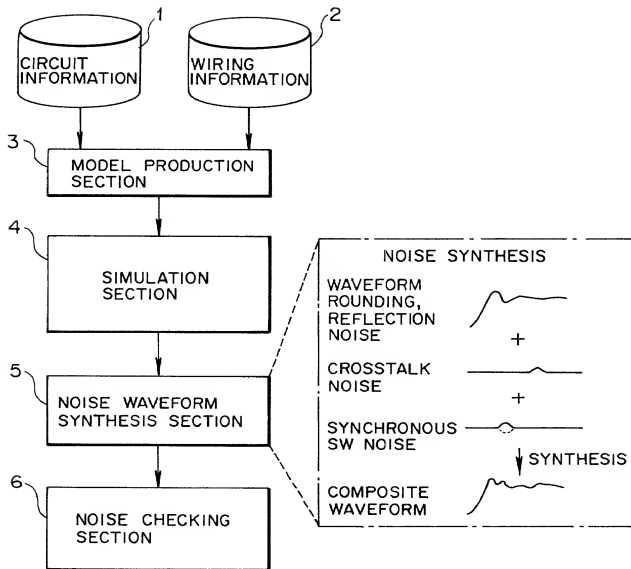 1
2
CIRCUIT
INFORMATION
WIRING
INFORMATION
3
MODEL PRODUCTION
SECTION
4
SIMULATION
SECTION
5
NOISE WAVEFORM
SYNTHESIS SECTION
6
NOISE CHECKING
SECTION
NOISE SYNTHESIS
WAVEFORM
ROUNDING,
REFLECTION
NOISE
+
CROSSTALK
NOISE
+
SYNCHRONOUS
SW NOISE
SYNTHESIS
COMPOSITE
WAVEFORM